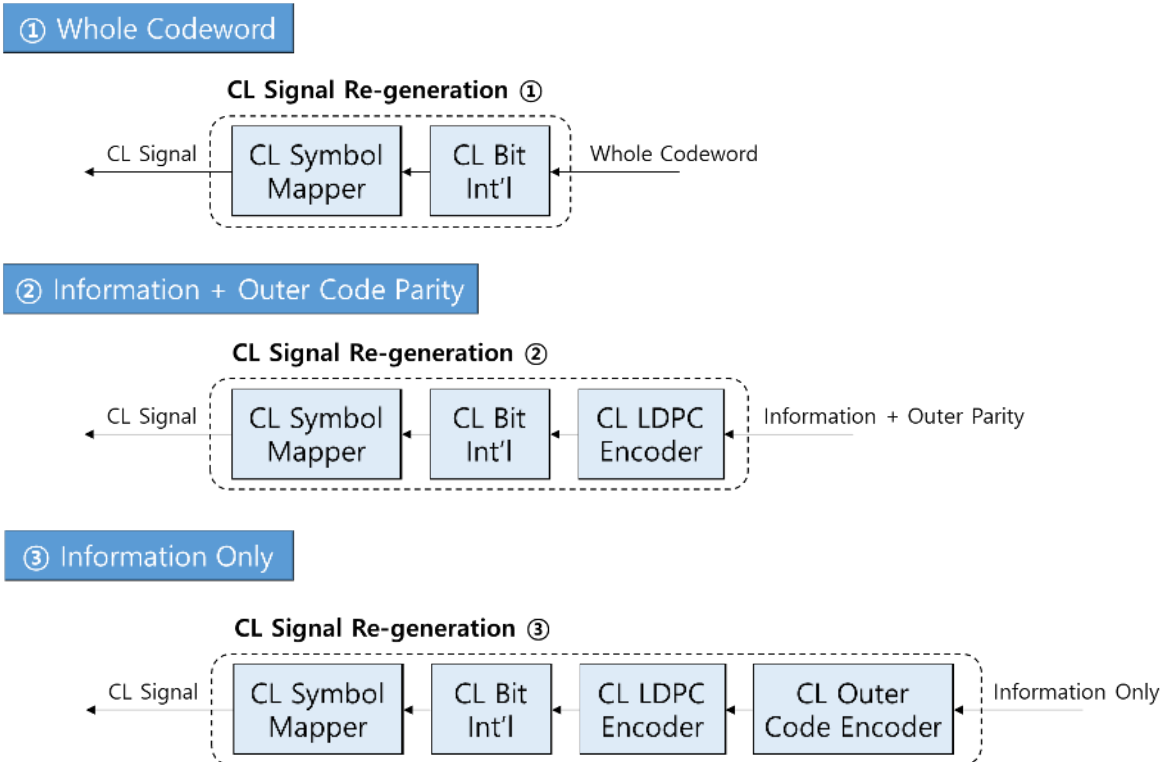 ① Whole Codeword
CL Signal Re-generation ①
CL Signal
CL Symbol
Mapper
CL Bit
Int'l
Whole Codeword
② Information + Outer Code Parity
CL Signal Re-generation ②
CL Signal
CL Symbol
Mapper
CL Bit
Int'l
CL LDPC
Encoder
Information + Outer Parity
③ Information Only
CL Signal Re-generation ③
CL Signal
CL Symbol
Mapper
CL Bit
Int'l
CL LDPC
Encoder
CL Outer
Code Encoder
Information Only